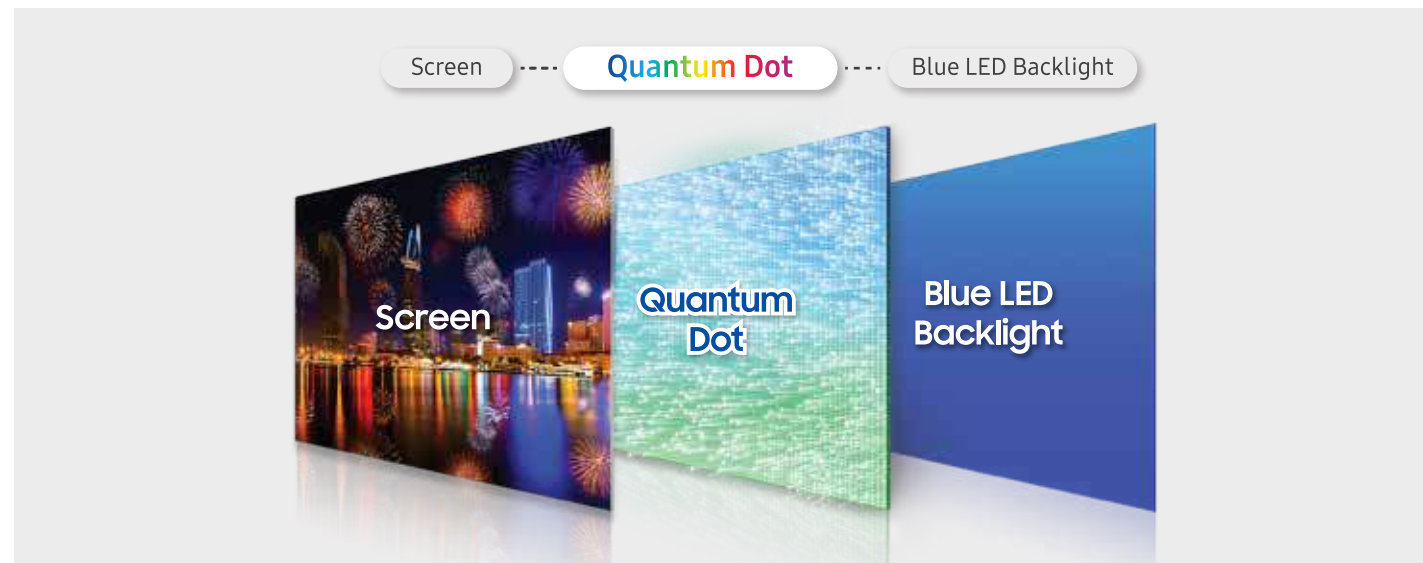 Screen
Quantum Dot
Blue LED Backlight
Screen
Quantum
Dot
Blue LED
Backlight